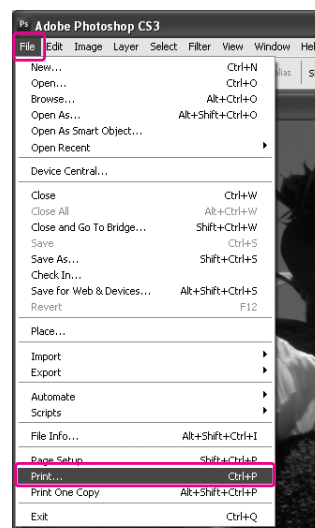 Ps Adobe Photoshop CS3
File Edit Image Layer Select Filter View Window Hel
New... Ctrl+N
Open... Ctrl+O
Browse... Alt+Ctrl+O
Open As... Alt+Shift+Ctrl+O
Open As Smart Object...
Open Recent
Device Central...
Close Ctrl+W
Close All Alt+Ctrl+W
Close and Go To Bridge... Shift+Ctrl+W
Save Ctrl+S
Save As... Shift+Ctrl+S
Check In...
Save for Web & Devices... Alt+Shift+Ctrl+S
Revert F12
Place...
Import
Export
Automate
Scripts
File Info... Alt+Shift+Ctrl+I
Page Setup... Shift+Ctrl+P
Print... Ctrl+P
Print One Copy Alt+Shift+Ctrl+P
Exit Ctrl+Q